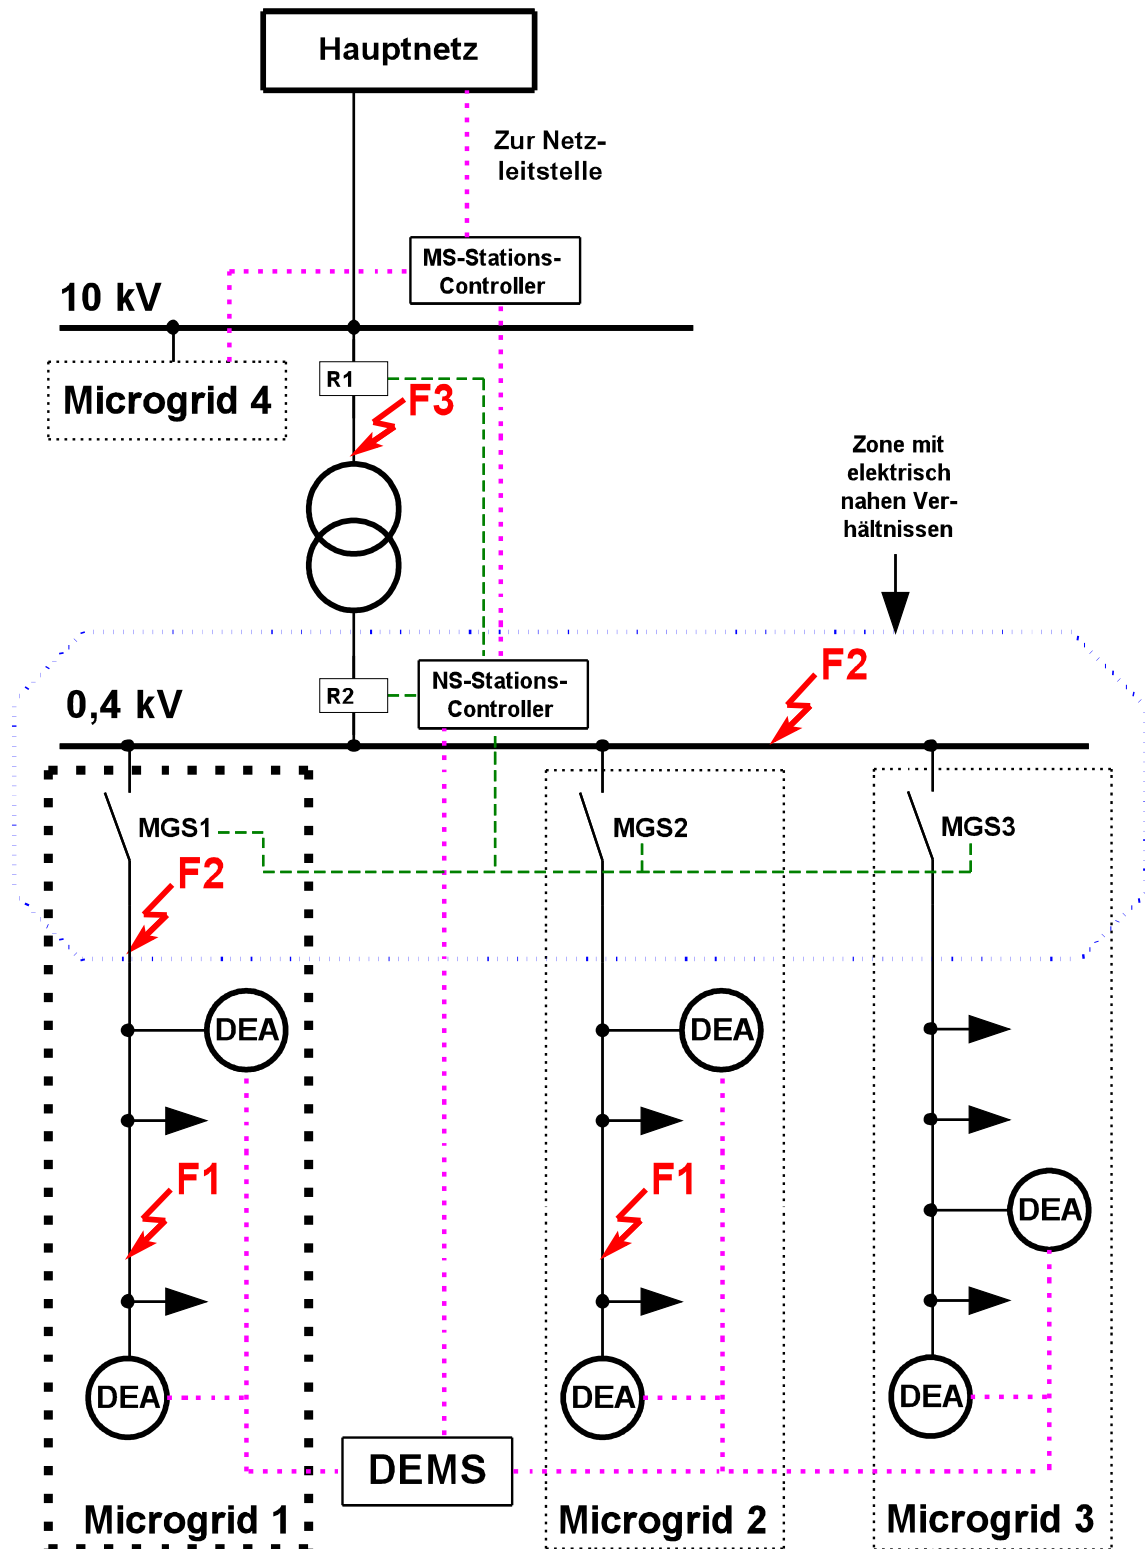 Hauptnetz
Zur Netz-
leitstelle
MS-Stations-
Controller
10 kV
R1
F3
Microgrid 4
Zone mit
elektrisch
nahen Ver-
hältnissen
F2
NS-Stations-
Controller
R2
0,4 kV
MGS1
MGS2
MGS3
F2
DEA
DEA
F1
F1
DEA
DEA
DEA
DEA
DEMS
Microgrid 1
Microgrid 2
Microgrid 3